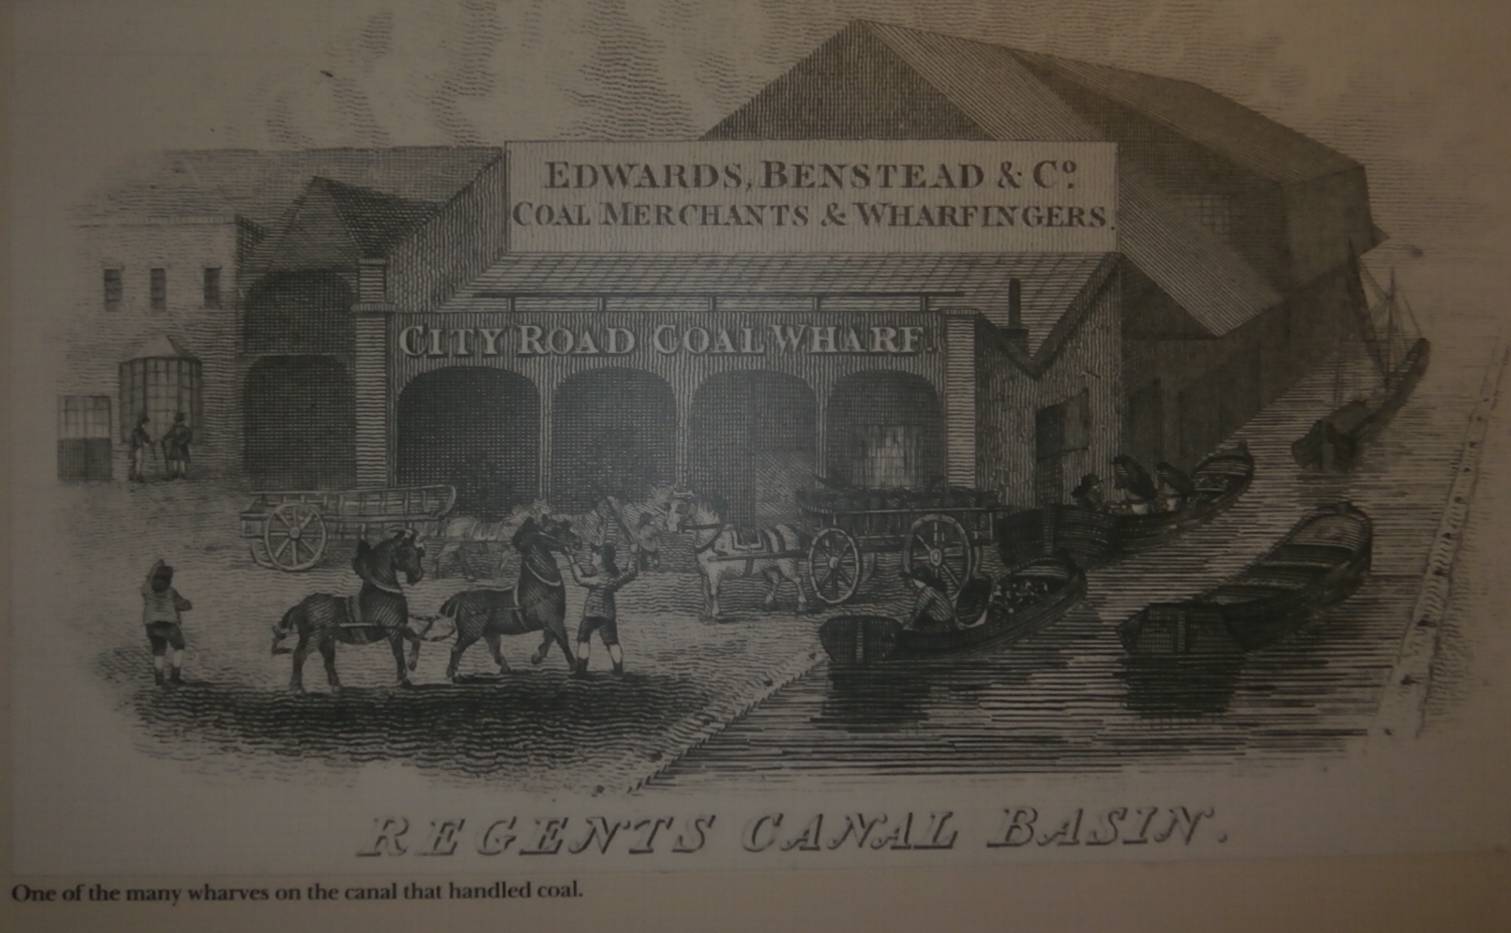 EDWARDS, BENSTEAD & Cº.
COAL MERCHANTS & WHARFINGERS.
CITY ROAD COAL WHARF.
REGENTS CANAL BASIN.
One of the many wharves on the canal that handled coal.